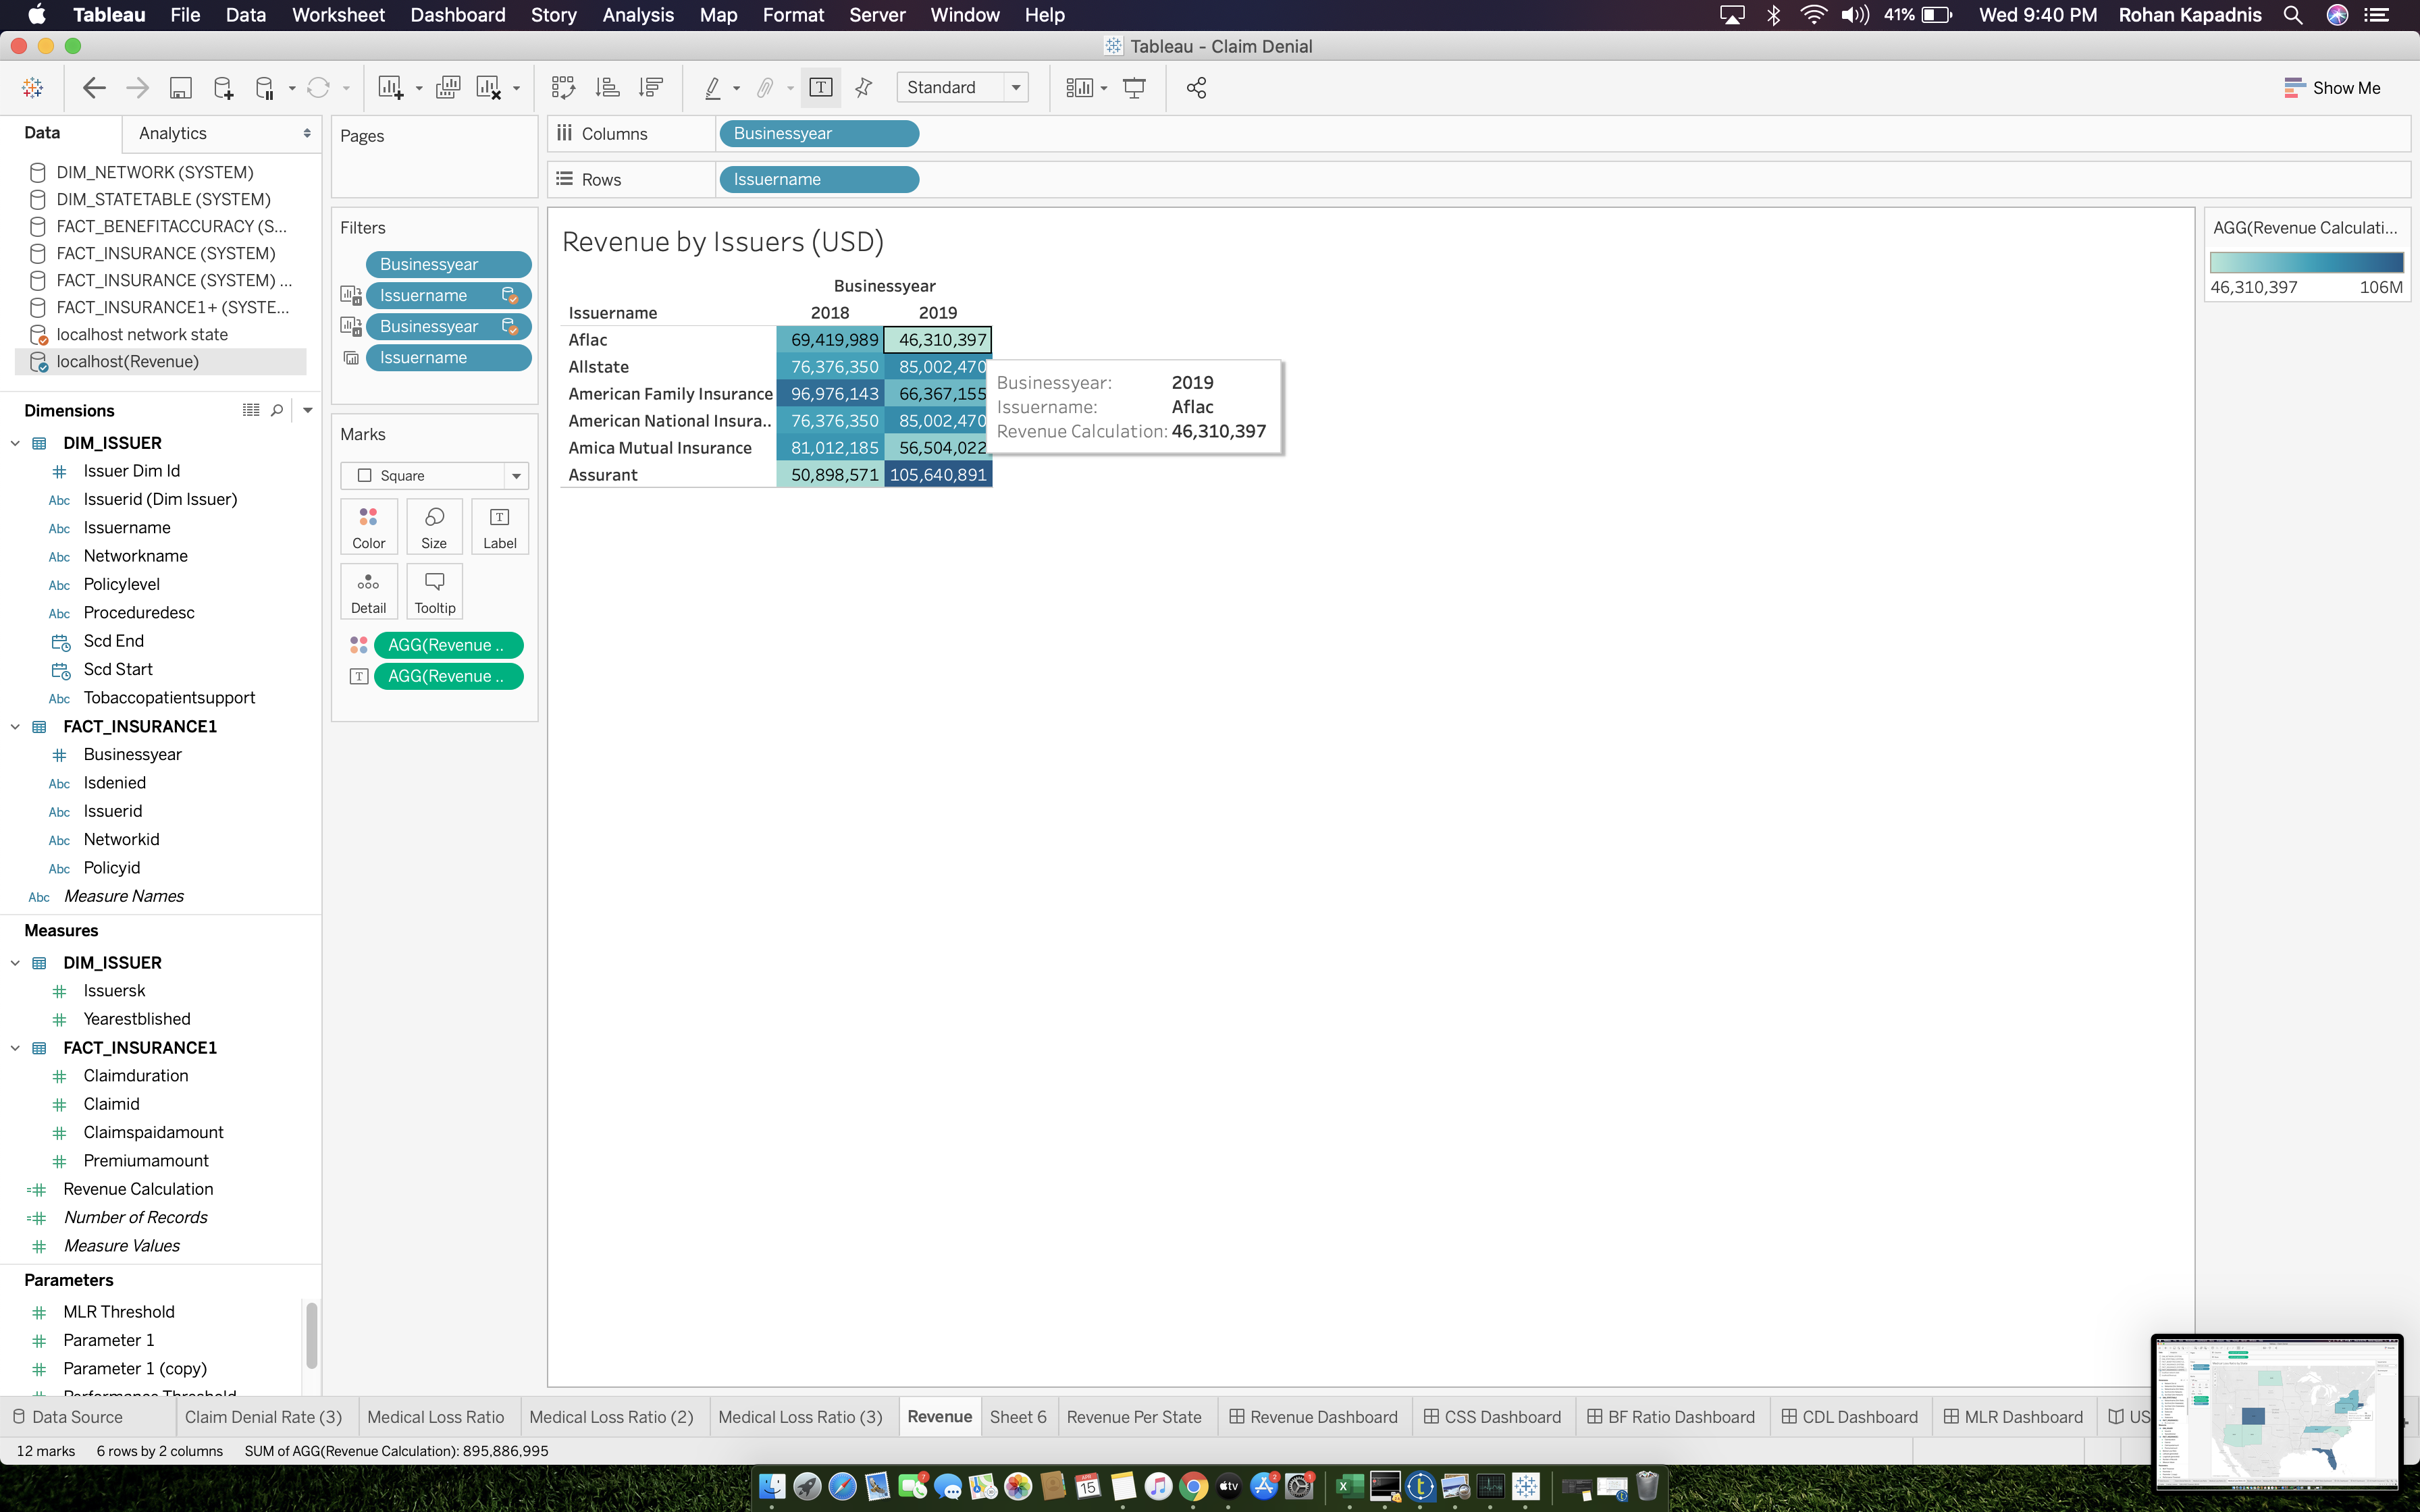 Tableau File Data Worksheet Dashboard Story Analysis Map Format Server Window Help 41% Wed 9:40 PM Rohan Kapadnis
Tableau - Claim Denial
Standard Show Me
Data Analytics
DIM_NETWORK (SYSTEM)
DIM_STATETABLE (SYSTEM)
FACT_BENEFITACCURACY (S...
FACT_INSURANCE (SYSTEM)
FACT_INSURANCE (SYSTEM) ...
FACT_INSURANCE1+ (SYSTE...
localhost network state
localhost(Revenue)
Dimensions
DIM_ISSUER
Issuer Dim Id
Abc Issuerid (Dim Issuer)
Abc Issuername
Abc Networkname
Abc Policylevel
Abc Proceduredesc
Scd End
Scd Start
Abc Tobaccopatientsupport
FACT_INSURANCE1
Businessyear
Abc Isdenied
Abc Issuerid
Abc Networkid
Abc Policyid
Abc Measure Names
Measures
DIM_ISSUER
Issuersk
Yearestblished
FACT_INSURANCE1
Claimduration
Claimid
Claimspaidamount
Premiumamount
Revenue Calculation
Number of Records
Measure Values
Parameters
MLR Threshold
Parameter 1
Parameter 1 (copy)
Performance Threshold
Pages
Filters
Businessyear
Issuername
Businessyear
Issuername
Marks
Square
Color Size T Label
Detail Tooltip
AGG(Revenue ..
T AGG(Revenue ..
Columns Businessyear
Rows Issuername
Revenue by Issuers (USD)
Businessyear
Issuername 2018 2019
Aflac 69,419,989 46,310,397
Allstate 76,376,350 85,002,470
American Family Insurance 96,976,143 66,367,155
American National Insura.. 76,376,350 85,002,470
Amica Mutual Insurance 81,012,185 56,504,022
Assurant 50,898,571 105,640,891
Businessyear: 2019
Issuername: Aflac
Revenue Calculation: 46,310,397
AGG(Revenue Calculati...
46,310,397 106M
Data Source Claim Denial Rate (3) Medical Loss Ratio Medical Loss Ratio (2) Medical Loss Ratio (3) Revenue Sheet 6 Revenue Per State Revenue Dashboard CSS Dashboard BF Ratio Dashboard CDL Dashboard MLR Dashboard US
12 marks 6 rows by 2 columns SUM of AGG(Revenue Calculation): 895,886,995